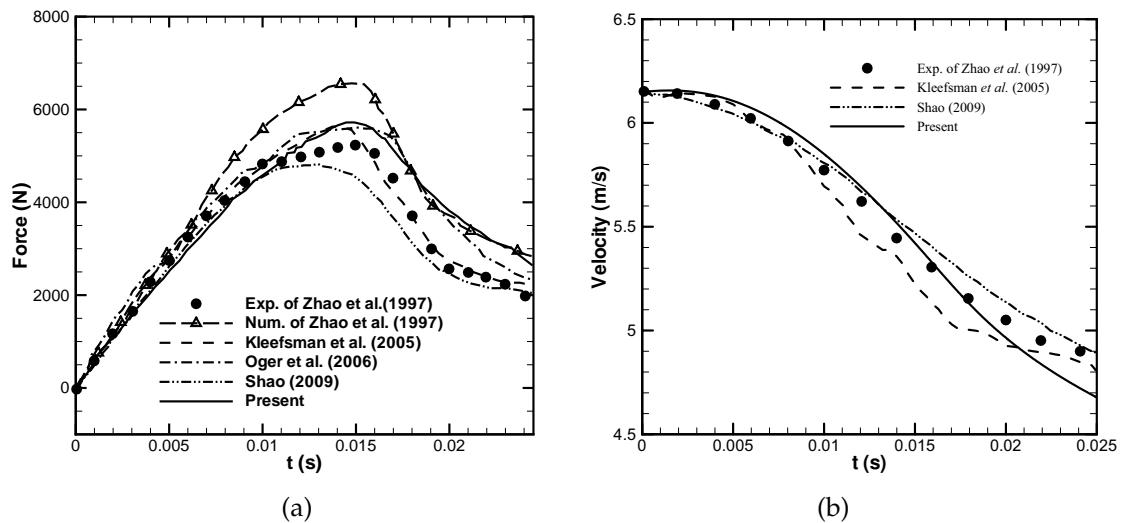 8000
6000
4000
2000
0
Force (N)
Exp. of Zhao et al.(1997)
Num. of Zhao et al. (1997)
Kleefsman et al. (2005)
Oger et al. (2006)
Shao (2009)
Present
0 0.005 0.01 0.015 0.02
t (s)
(a)
6.5
6
5.5
5
4.5
Velocity (m/s)
Exp. of Zhao et al. (1997)
Kleefsman et al. (2005)
Shao (2009)
Present
0 0.005 0.01 0.015 0.02 0.025
t (s)
(b)